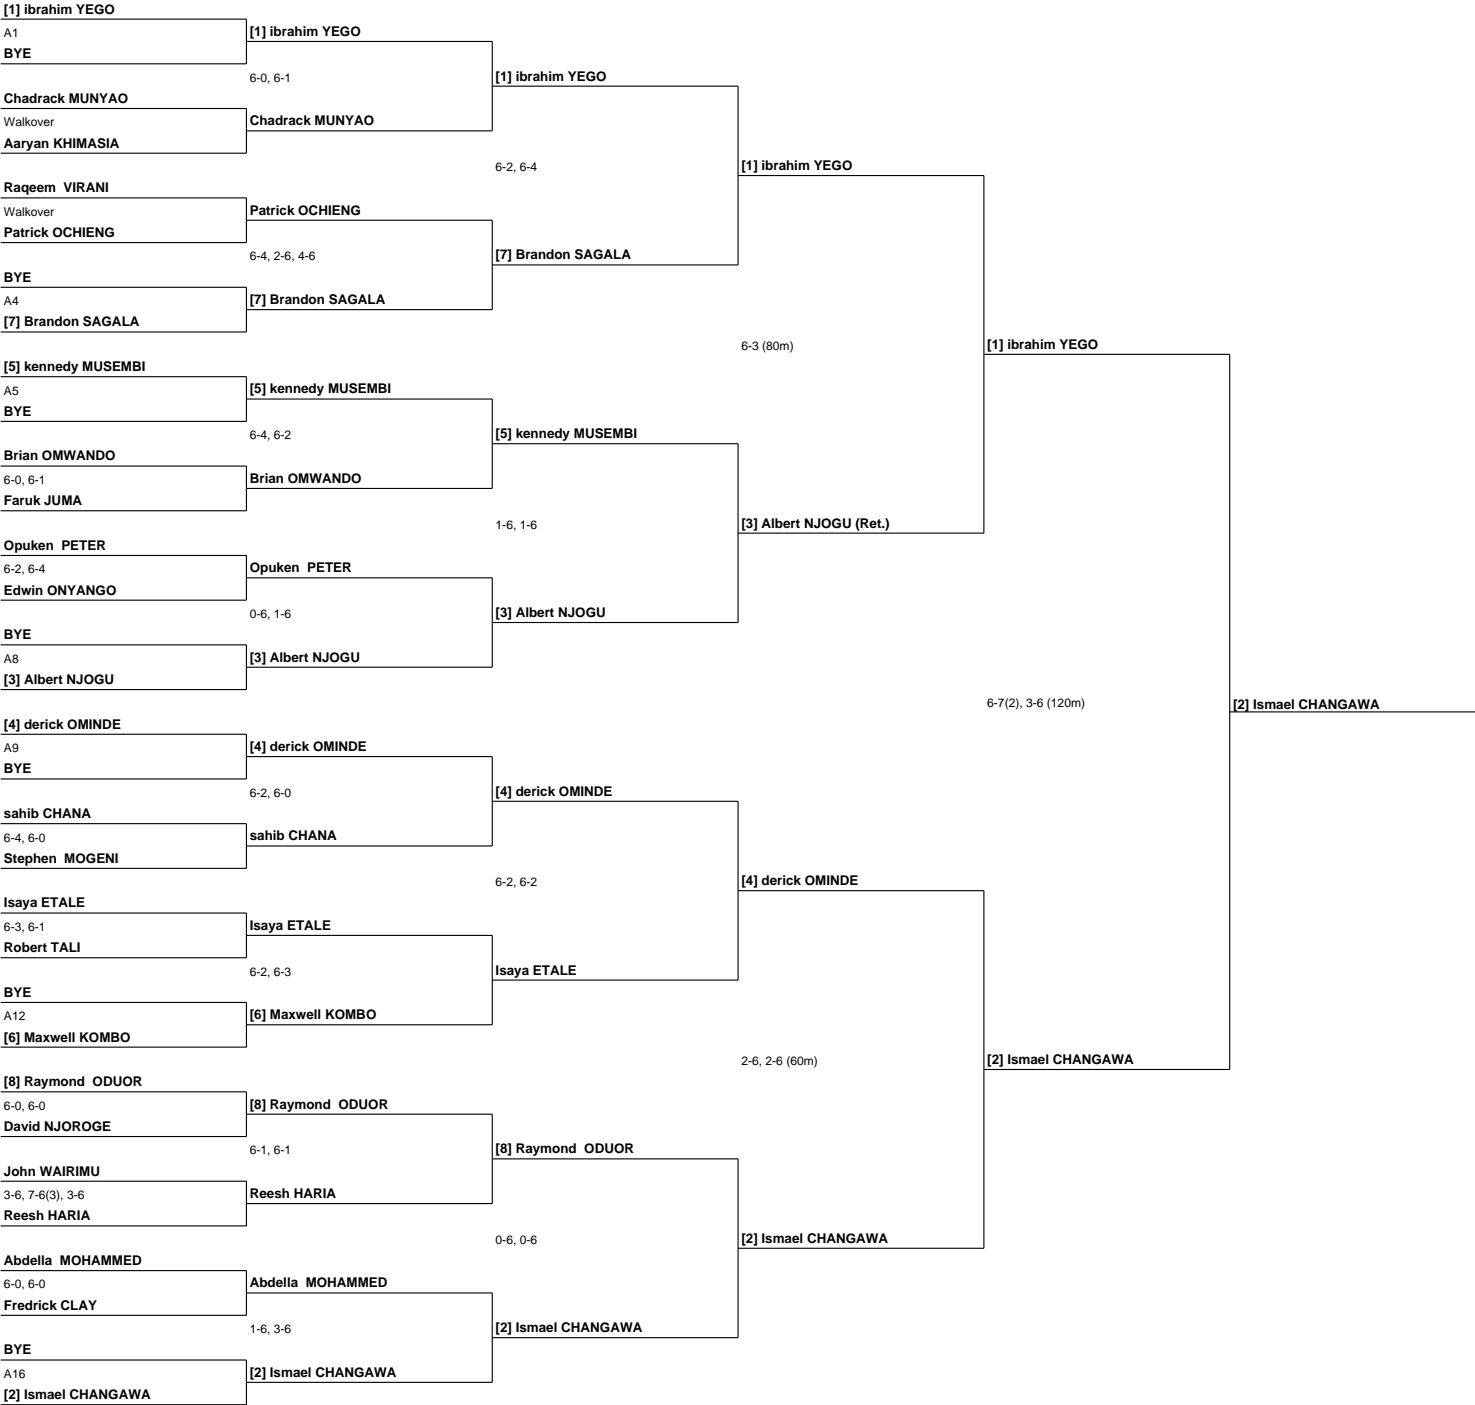 [1] ibrahim YEGO
A1
BYE
Chadrack MUNYAO
Walkover
Aaryan KHIMASIA
Raqeem VIRANI
Walkover
Patrick OCHIENG
BYE
A4
[7] Brandon SAGALA
[5] kennedy MUSEMBI
A5
BYE
Brian OMWANDO
6-0, 6-1
Faruk JUMA
Opuken PETER
6-2, 6-4
Edwin ONYANGO
BYE
A8
[3] Albert NJOGU
[4] derick OMINDE
A9
BYE
sahib CHANA
6-4, 6-0
Stephen MOGENI
Isaya ETALE
6-3, 6-1
Robert TALI
BYE
A12
[6] Maxwell KOMBO
[8] Raymond ODUOR
6-0, 6-0
David NJOROGE
John WAIRIMU
3-6, 7-6(3), 3-6
Reesh HARIA
Abdella MOHAMMED
6-0, 6-0
Fredrick CLAY
BYE
A16
[2] Ismael CHANGAWA
[1] ibrahim YEGO
6-0, 6-1
Chadrack MUNYAO
Patrick OCHIENG
6-4, 2-6, 4-6
[7] Brandon SAGALA
[5] kennedy MUSEMBI
6-4, 6-2
Brian OMWANDO
Opuken PETER
0-6, 1-6
[3] Albert NJOGU
[4] derick OMINDE
6-2, 6-0
sahib CHANA
Isaya ETALE
6-2, 6-3
[6] Maxwell KOMBO
[8] Raymond ODUOR
6-1, 6-1
Reesh HARIA
Abdella MOHAMMED
1-6, 3-6
[2] Ismael CHANGAWA
[1] ibrahim YEGO
6-2, 6-4
[7] Brandon SAGALA
[5] kennedy MUSEMBI
1-6, 1-6
[3] Albert NJOGU
[4] derick OMINDE
6-2, 6-2
Isaya ETALE
[8] Raymond ODUOR
0-6, 0-6
[2] Ismael CHANGAWA
[1] ibrahim YEGO
6-3 (80m)
[3] Albert NJOGU (Ret.)
[4] derick OMINDE
2-6, 2-6 (60m)
[2] Ismael CHANGAWA
[1] ibrahim YEGO
6-7(2), 3-6 (120m)
[2] Ismael CHANGAWA
[2] Ismael CHANGAWA